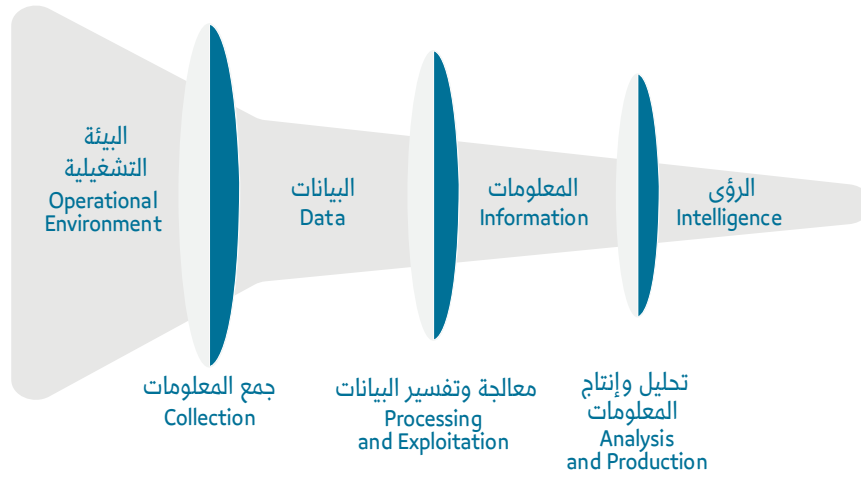 البيئة
التشغيلية
Operational
Environment
البيانات
Data
المعلومات
Information
الرؤى
Intelligence
جمع المعلومات
Collection
معالجة وتفسير البيانات
Processing
and Exploitation
تحليل وإنتاج
المعلومات
Analysis
and Production